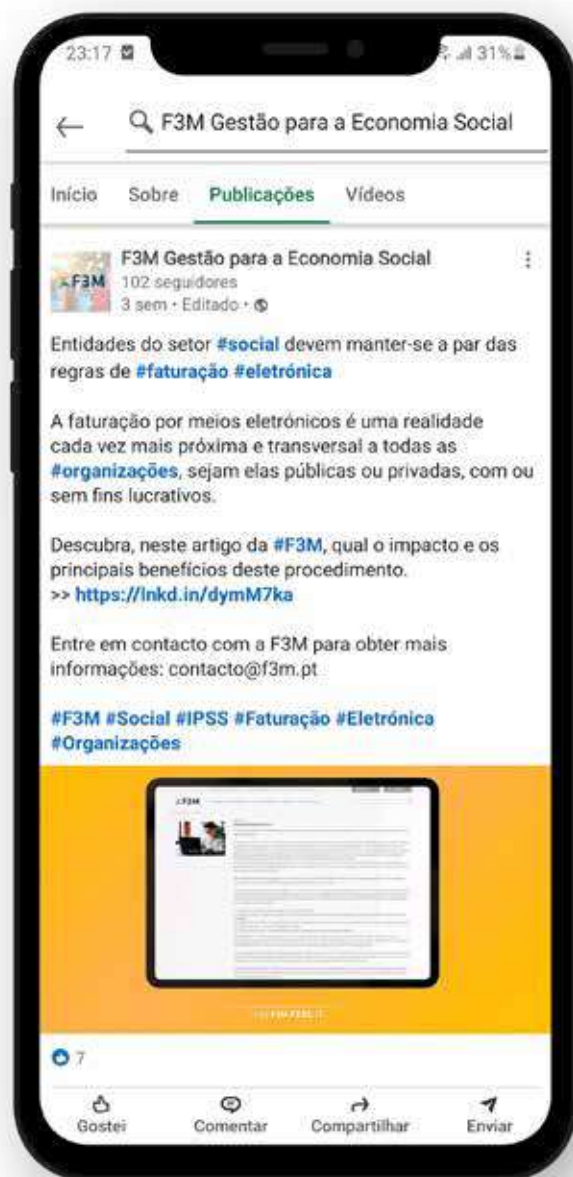 23:17
31%
F3M Gestão para a Economia Social
Início Sobre Publicações Vídeos
F3M
F3M Gestão para a Economia Social
102 seguidores
3 sem • Editado •
Entidades do setor #social devem manter-se a par das
regras de #faturação #eletrónica
A faturação por meios eletrónicos é uma realidade
cada vez mais próxima e transversal a todas as
#organizações, sejam elas públicas ou privadas, com ou
sem fins lucrativos.
Descubra, neste artigo da #F3M, qual o impacto e os
principais benefícios deste procedimento.
>> https://lnkd.in/dymM7ka
Entre em contacto com a F3M para obter mais
informações: contacto@f3m.pt
#F3M #Social #IPSS #Faturação #Eletrónica
#Organizações
F3M
7
Gostei Comentar Compartilhar Enviar